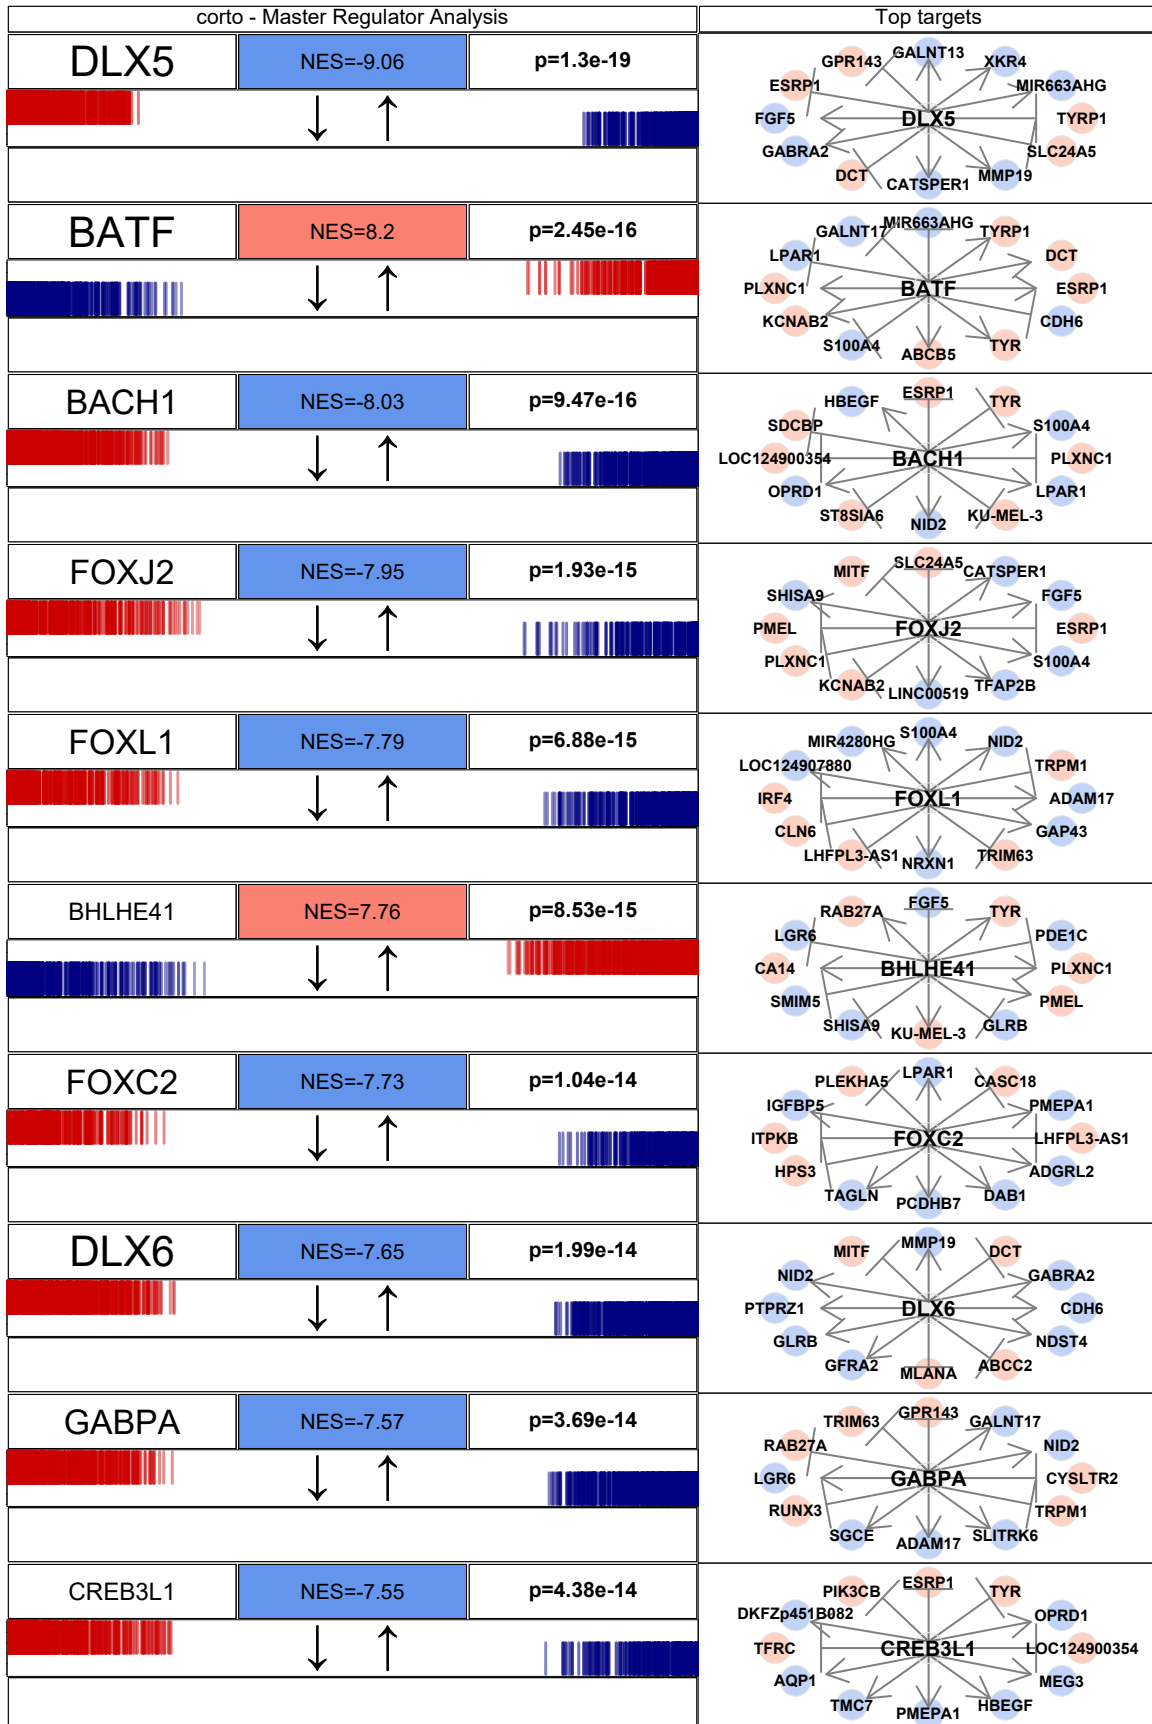 corto - Master Regulator Analysis
Top targets
DLX5
NES=-9.06
p=1.3e-19
GALNT13
GPR143
XKR4
ESRP1
MIR663AHG
FGF5
DLX5
TYRP1
GABRA2
SLC24A5
DCT
MMP19
CATSPER1
BATF
NES=8.2
p=2.45e-16
MIR663AHG
GALNT17
TYRP1
LPAR1
DCT
PLXNC1
BATF
ESRP1
KCNAB2
CDH6
S100A4
TYR
ABCB5
BACH1
NES=-8.03
p=9.47e-16
ESRP1
HBEGF
TYR
SDCBP
S100A4
LOC124900354
BACH1
PLXNC1
OPRD1
LPAR1
ST8SIA6
KU-MEL-3
NID2
FOXJ2
NES=-7.95
p=1.93e-15
SLC24A5
MITF
CATSPER1
SHISA9
FGF5
PMEL
FOXJ2
ESRP1
PLXNC1
S100A4
KCNAB2
TFAP2B
LINC00519
FOXL1
NES=-7.79
p=6.88e-15
S100A4
MIR4280HG
NID2
LOC124907880
TRPM1
IRF4
FOXL1
ADAM17
CLN6
GAP43
LHFPL3-AS1
TRIM63
NRXN1
BHLHE41
NES=7.76
p=8.53e-15
FGF5
RAB27A
TYR
LGR6
PDE1C
CA14
BHLHE41
PLXNC1
SMIM5
PMEL
SHISA9
GLRB
KU-MEL-3
FOXC2
NES=-7.73
p=1.04e-14
LPAR1
PLEKHA5
CASC18
IGFBP5
PMEPA1
ITPKB
FOXC2
LHFPL3-AS1
HPS3
ADGRL2
TAGLN
DAB1
PCDHB7
DLX6
NES=-7.65
p=1.99e-14
MMP19
MITF
DCT
NID2
GABRA2
PTPRZ1
DLX6
CDH6
GLRB
NDST4
GFRA2
ABCC2
MLANA
GABPA
NES=-7.57
p=3.69e-14
GPR143
TRIM63
GALNT17
RAB27A
NID2
LGR6
GABPA
CYSLTR2
RUNX3
TRPM1
SGCE
SLITRK6
ADAM17
CREB3L1
NES=-7.55
p=4.38e-14
ESRP1
PIK3CB
TYR
DKFZp451B082
OPRD1
TFRC
CREB3L1
LOC124900354
AQP1
MEG3
TMC7
HBEGF
PMEPA1